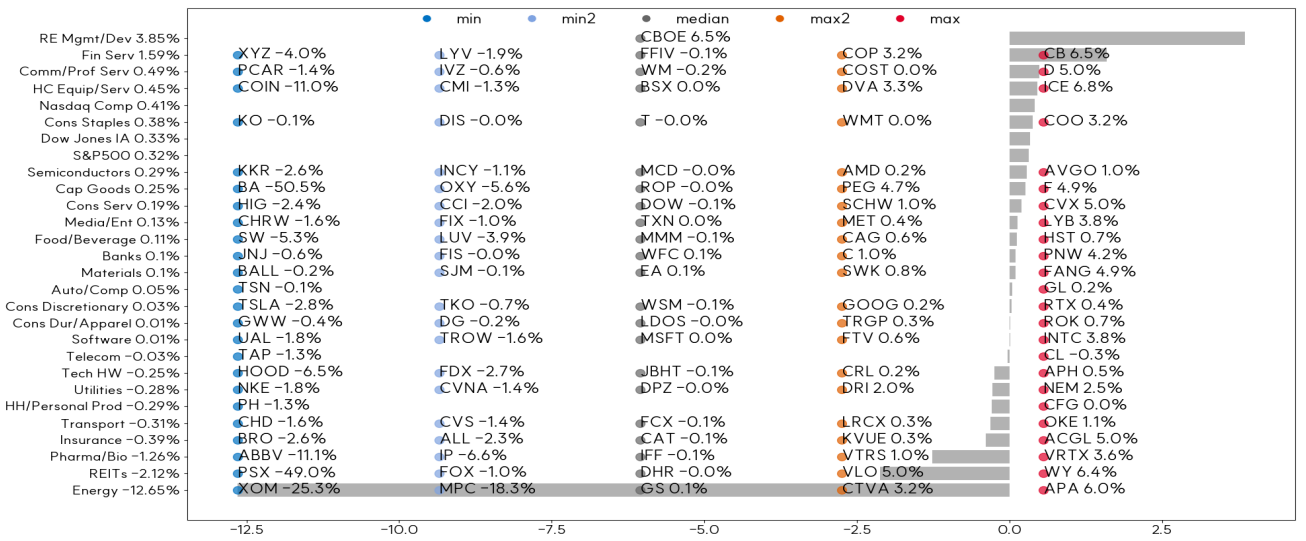 min min2 median max2 max
RE Mgmt/Dev 3.85% CBOE 6.5%
Fin Serv 1.59% XYZ −4.0% LYV −1.9% FFIV −0.1% COP 3.2% CB 6.5%
Comm/Prof Serv 0.49% PCAR −1.4% IVZ −0.6% WM −0.2% COST 0.0% D 5.0%
HC Equip/Serv 0.45% COIN −11.0% CMI −1.3% BSX 0.0% DVA 3.3% ICE 6.8%
Nasdaq Comp 0.41%
Cons Staples 0.38% KO −0.1% DIS −0.0% T −0.0% WMT 0.0% COO 3.2%
Dow Jones IA 0.33%
S&P500 0.32%
Semiconductors 0.29% KKR −2.6% INCY −1.1% MCD −0.0% AMD 0.2% AVGO 1.0%
Cap Goods 0.25% BA −50.5% OXY −5.6% ROP −0.0% PEG 4.7% F 4.9%
Cons Serv 0.19% HIG −2.4% CCI −2.0% DOW −0.1% SCHW 1.0% CVX 5.0%
Media/Ent 0.13% CHRW −1.6% FIX −1.0% TXN 0.0% MET 0.4% LYB 3.8%
Food/Beverage 0.11% SW −5.3% LUV −3.9% MMM −0.1% CAG 0.6% HST 0.7%
Banks 0.1% JNJ −0.6% FIS −0.0% WFC 0.1% C 1.0% PNW 4.2%
Materials 0.1% BALL −0.2% SJM −0.1% EA 0.1% SWK 0.8% FANG 4.9%
Auto/Comp 0.05% TSN −0.1% GL 0.2%
Cons Discretionary 0.03% TSLA −2.8% TKO −0.7% WSM −0.1% GOOG 0.2% RTX 0.4%
Cons Dur/Apparel 0.01% GWW −0.4% DG −0.2% LDOS −0.0% TRGP 0.3% ROK 0.7%
Software 0.01% UAL −1.8% TROW −1.6% MSFT 0.0% FTV 0.6% INTC 3.8%
Telecom −0.03% TAP −1.3% CL −0.3%
Tech HW −0.25% HOOD −6.5% FDX −2.7% JBHT −0.1% CRL 0.2% APH 0.5%
Utilities −0.28% NKE −1.8% CVNA −1.4% DPZ −0.0% DRI 2.0% NEM 2.5%
HH/Personal Prod −0.29% PH −1.3% CFG 0.0%
Transport −0.31% CHD −1.6% CVS −1.4% FCX −0.1% LRCX 0.3% OKE 1.1%
Insurance −0.39% BRO −2.6% ALL −2.3% CAT −0.1% KVUE 0.3% ACGL 5.0%
Pharma/Bio −1.26% ABBV −11.1% IP −6.6% IFF −0.1% VTRS 1.0% VRTX 3.6%
REITs −2.12% PSX −49.0% FOX −1.0% DHR −0.0% VLO 5.0% WY 6.4%
Energy −12.65% XOM −25.3% MPC −18.3% GS 0.1% CTVA 3.2% APA 6.0%
−12.5 −10.0 −7.5 −5.0 −2.5 0.0 2.5